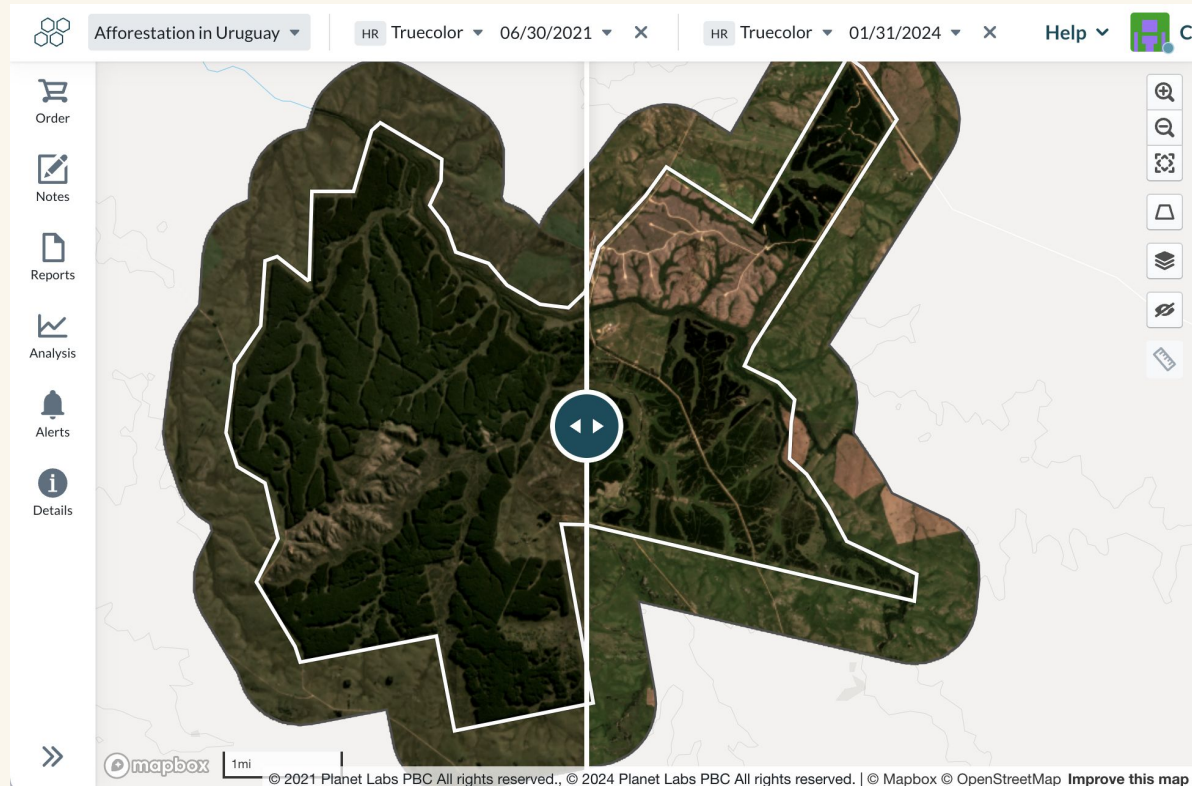 Afforestation in Uruguay
HR Truecolor 06/30/2021
HR Truecolor 01/31/2024
Help
C
Order
Notes
Reports
Analysis
Alerts
Details
mapbox
1mi
© 2021 Planet Labs PBC All rights reserved., © 2024 Planet Labs PBC All rights reserved. | © Mapbox © OpenStreetMap Improve this map